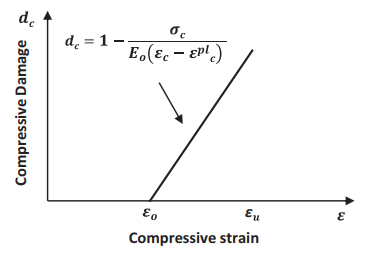 d_c
d_c = 1 − σ_c / E_o(ε_c − ε^pl_c)
Compressive Damage
ε_o ε_u ε
Compressive strain